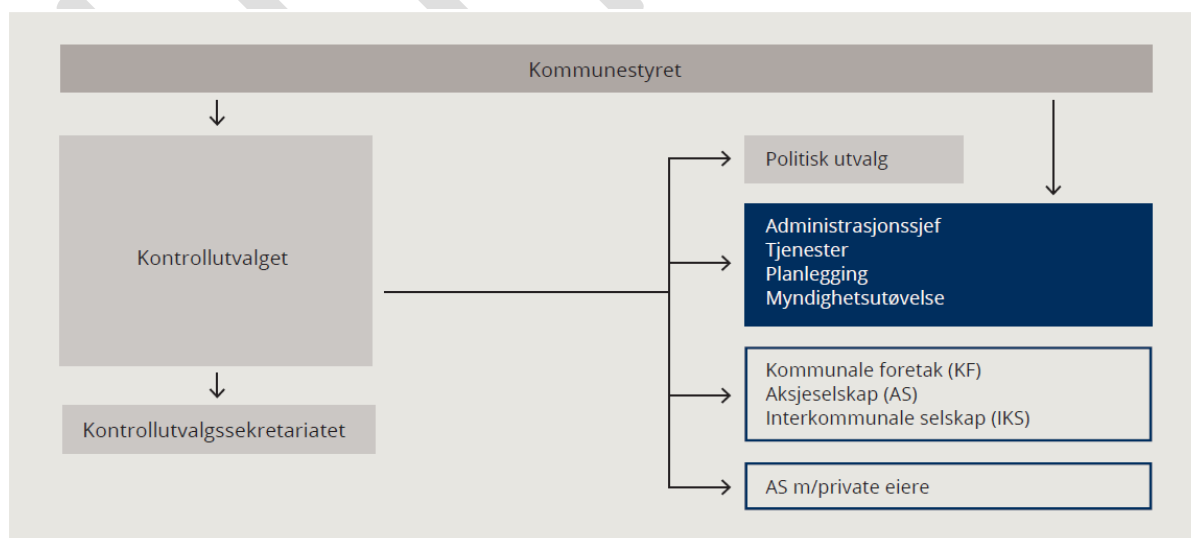 Kommunestyret
Kontrollutvalget
Kontrollutvalgssekretariatet
Politisk utvalg
Administrasjonssjef
Tjenester
Planlegging
Myndighetsutøvelse
Kommunale foretak (KF)
Aksjeselskap (AS)
Interkommunale selskap (IKS)
AS m/private eiere